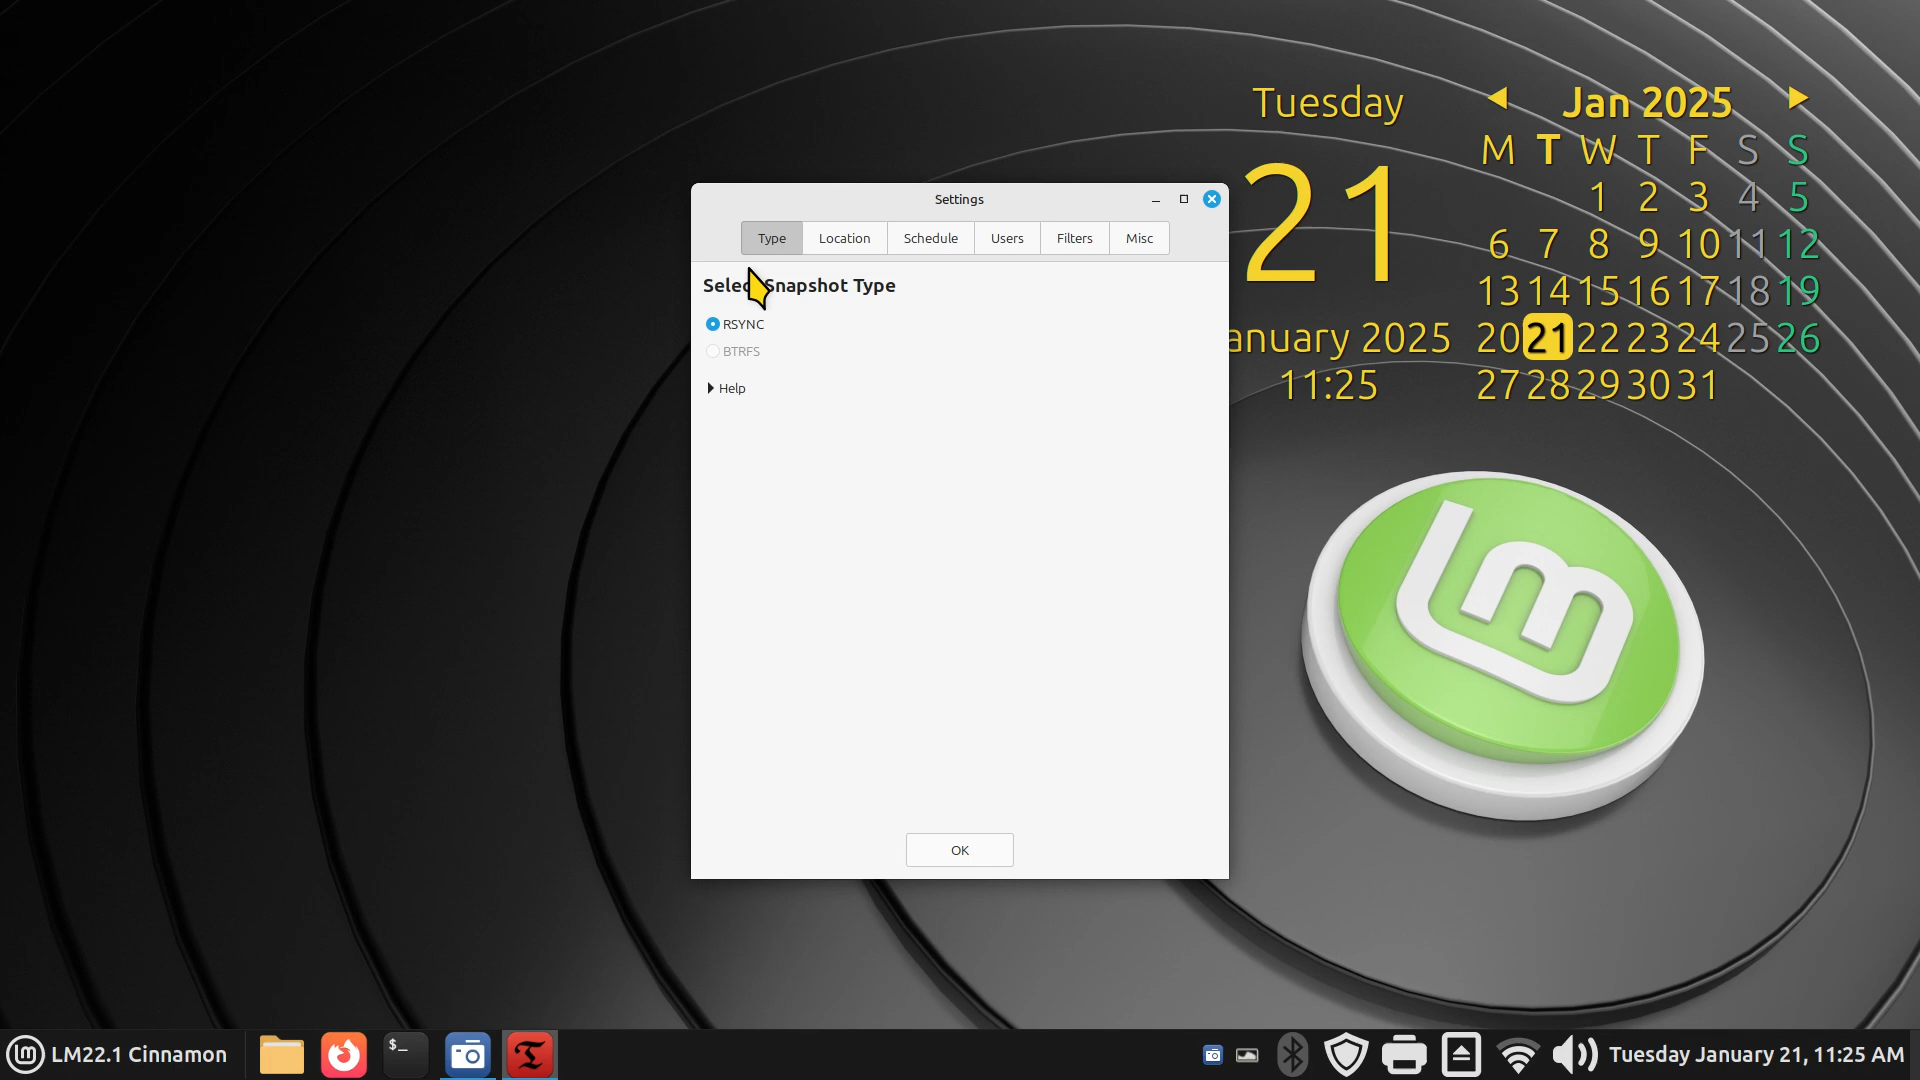 Settings
Type Location Schedule Users Filters Misc
Snapshot Type
RSYNC
BTRFS
Help
OK
Tuesday
21
anuary 2025
11:25
Jan 2025
M T W T F S S
1 2 3 4 5
6 7 8 9 10 11 12
13 14 15 16 17 18 19
20 21 22 23 24 25 26
27 28 29 30 31
LM22.1 Cinnamon
$_
Tuesday January 21, 11:25 AM